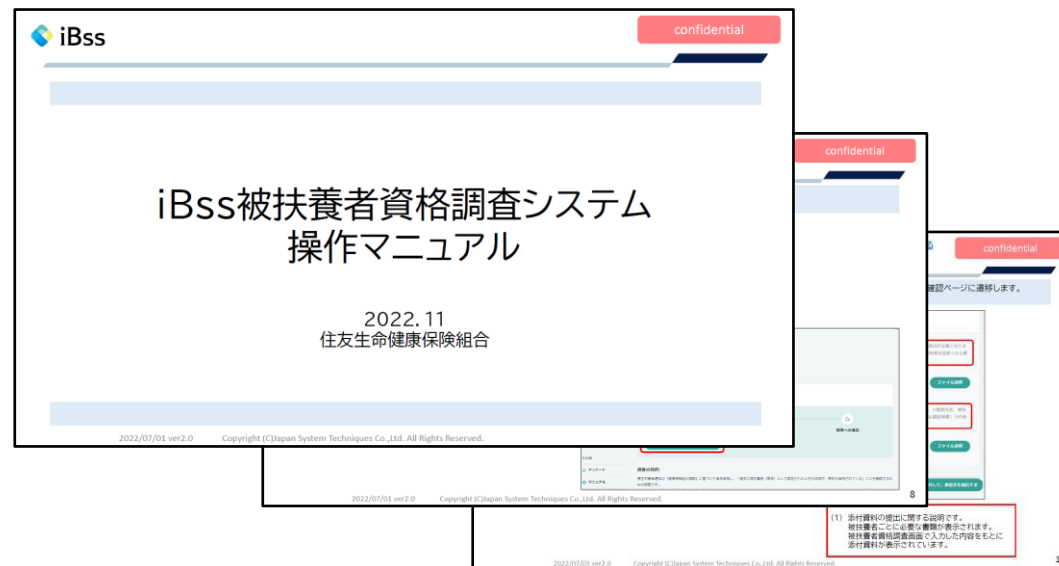 iBss
confidential
iBss被扶養者資格調査システム
操作マニュアル
2022.11
住友生命健康保険組合
2022/07/01 ver2.0 Copyright (C)Japan System Techniques Co.,Ltd. All Rights Reserved.
confidential
アンケート
マニュアル
調査の目的
2022/07/01 ver2.0 Copyright (C)Japan System Techniques Co.,Ltd. All Rights Reserved.
8
confidential
確認ページに遷移します。
ファイル選択
ファイル選択
(1) 添付資料の提出に関する説明です。
被扶養者ごとに必要な書類が表示されます。
被扶養者資格調査画面で入力した内容をもとに
添付資料が表示されています。
2022/07/01 ver2.0 Copyright (C)Japan System Techniques Co.,Ltd. All Rights Reserved.
1